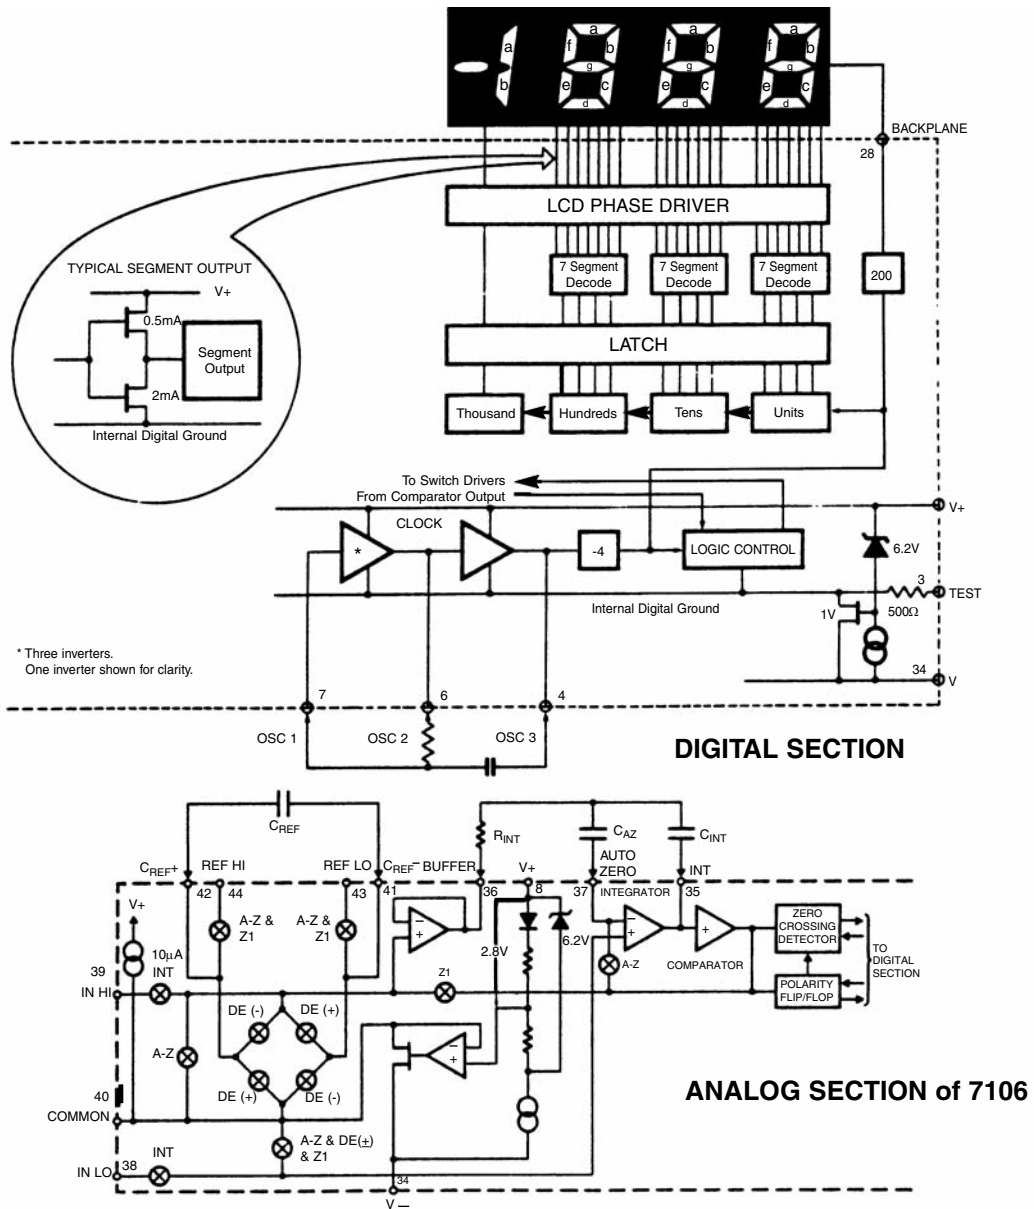 a
b
a
f b
g
e c
d
a
f b
g
e c
d
a
f b
g
e c
d
BACKPLANE
28
LCD PHASE DRIVER
TYPICAL SEGMENT OUTPUT
V+
0.5mA
Segment
Output
2mA
Internal Digital Ground
7 Segment
Decode
7 Segment
Decode
7 Segment
Decode
200
LATCH
Thousand
Hundreds
Tens
Units
To Switch Drivers
From Comparator Output
V+
CLOCK
*
-4
LOGIC CONTROL
6.2V
3
TEST
500Ω
Internal Digital Ground
1V
34
V
* Three inverters.
One inverter shown for clarity.
7
6
4
OSC 1
OSC 2
OSC 3
DIGITAL SECTION
CREF
RINT
CAZ
CINT
CREF+
REF HI
REF LO
CREF-
BUFFER
V+
AUTO
ZERO
INT
42
44
43
41
36
8
37
INTEGRATOR
35
V+
10µA
A-Z &
Z1
A-Z &
Z1
-
+
2.8V
6.2V
-
+
A-Z
+
COMPARATOR
ZERO
CROSSING
DETECTOR
POLARITY
FLIP/FLOP
TO
DIGITAL
SECTION
39
INT
IN HI
Z1
DE (-)
DE (+)
A-Z
DE (+)
DE (-)
-
+
40
COMMON
ANALOG SECTION of 7106
A-Z & DE(±)
& Z1
INT
38
IN LO
34
V –